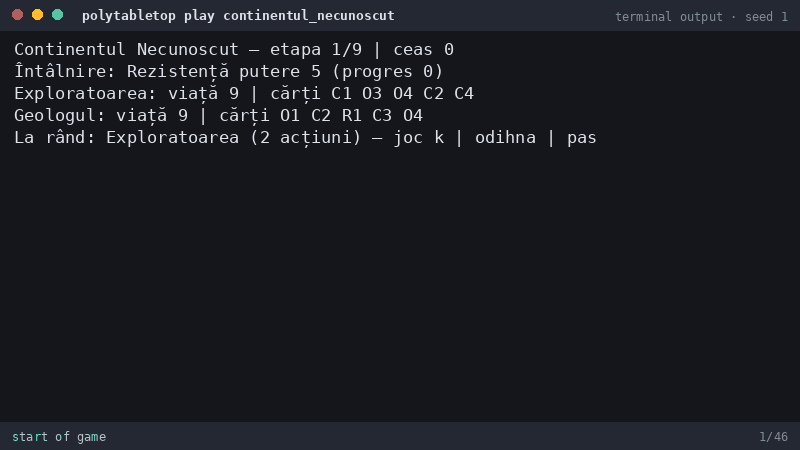 polytabletop play continentul_necunoscut
terminal output · seed 1
Continentul Necunoscut — etapa 1/9 | ceas 0
Întâlnire: Rezistență putere 5 (progres 0)
Exploratoarea: viață 9 | cărți C1 O3 O4 C2 C4
Geologul: viață 9 | cărți O1 C2 R1 C3 O4
La rând: Exploratoarea (2 acțiuni) — joc k | odihna | pas
start of game
1/46